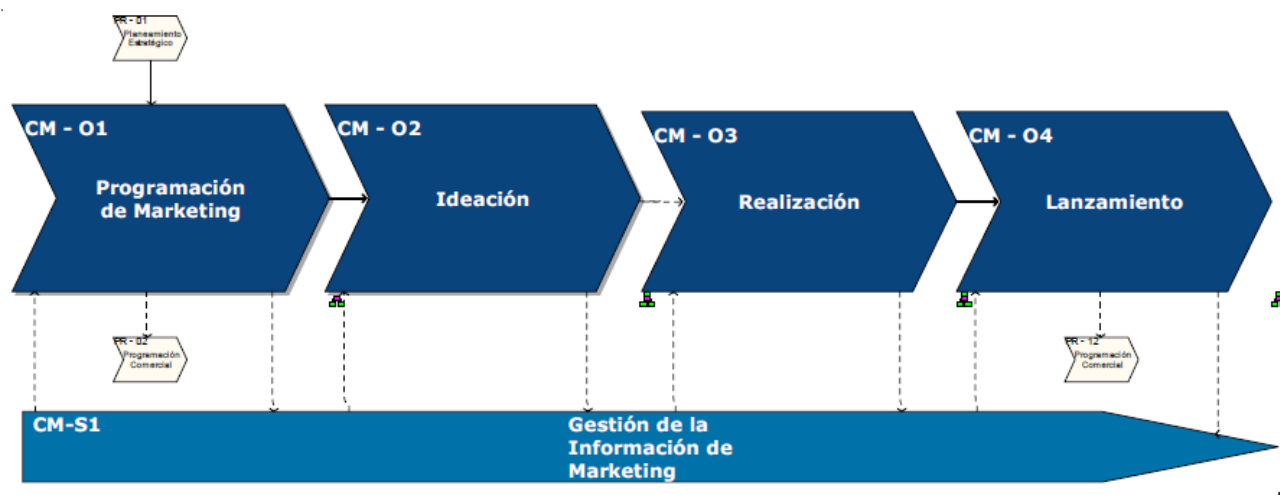 PR - 01
Planeamiento
Estratégico
CM - O1
Programación
de Marketing
CM - O2
Ideación
CM - O3
Realización
CM - O4
Lanzamiento
PR - 02
Programación
Comercial
PR - 12
Programación
Comercial
CM-S1
Gestión de la
Información de
Marketing